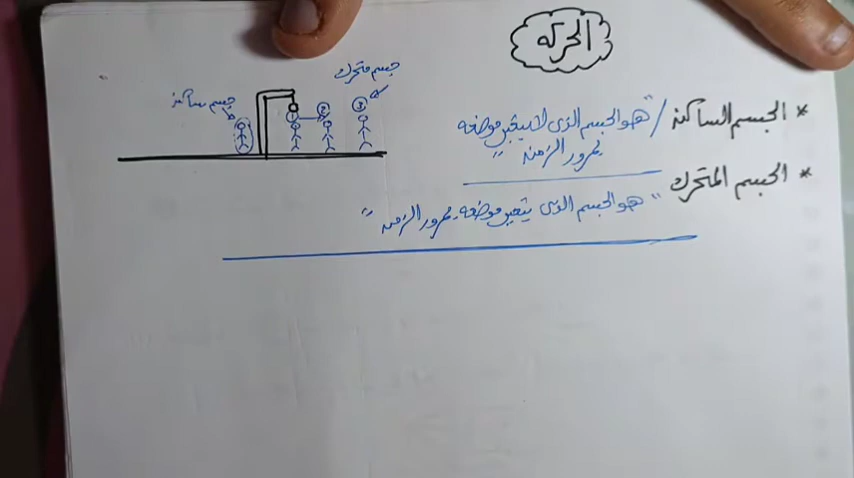 الحركة
* الجسم الساكن / "هو الجسم الذى لا يتغير موضعه
بمرور الزمن"
* الجسم المتحرك
"هو الجسم الذى يتغير موضعه بمرور الزمن"
جسم متحرك
جسم ساكن